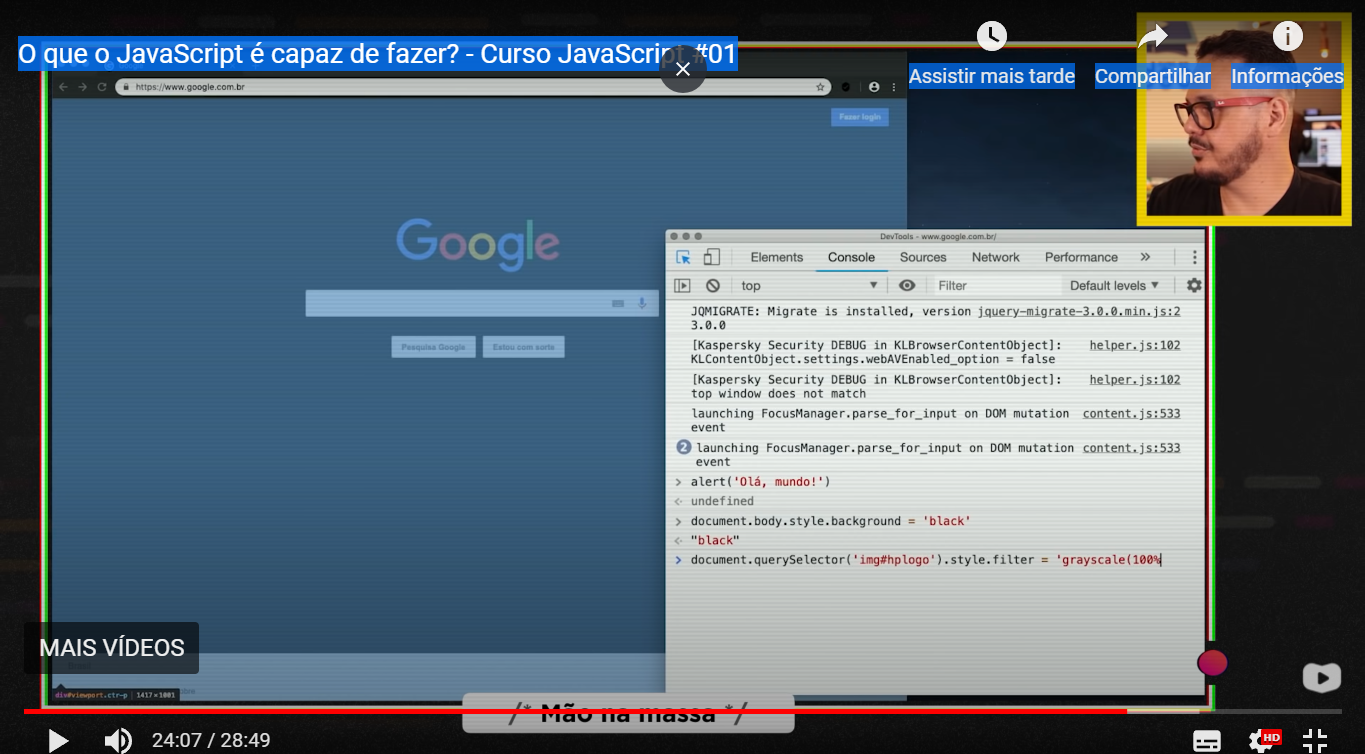 O que o JavaScript é capaz de fazer? - Curso JavaScript #01
Assistir mais tarde
Compartilhar
Informações
https://www.google.com.br
Fazer login
Google
Pesquisa Google
Estou com sorte
DevTools - www.google.com.br/
Elements Console Sources Network Performance »
top Filter Default levels
JQMIGRATE: Migrate is installed, version jquery-migrate-3.0.0.min.js:2
3.0.0
[Kaspersky Security DEBUG in KLBrowserContentObject]: helper.js:102
KLContentObject.settings.webAVEnabled_option = false
[Kaspersky Security DEBUG in KLBrowserContentObject]: helper.js:102
top window does not match
launching FocusManager.parse_for_input on DOM mutation content.js:533
event
2 launching FocusManager.parse_for_input on DOM mutation content.js:533
event
> alert('Olá, mundo!')
undefined
> document.body.style.background = 'black'
"black"
> document.querySelector('img#hplogo').style.filter = 'grayscale(100%
MAIS VÍDEOS
div#viewport.ctr-p | 1417×1001
/* Mão na massa */
24:07 / 28:49
HD